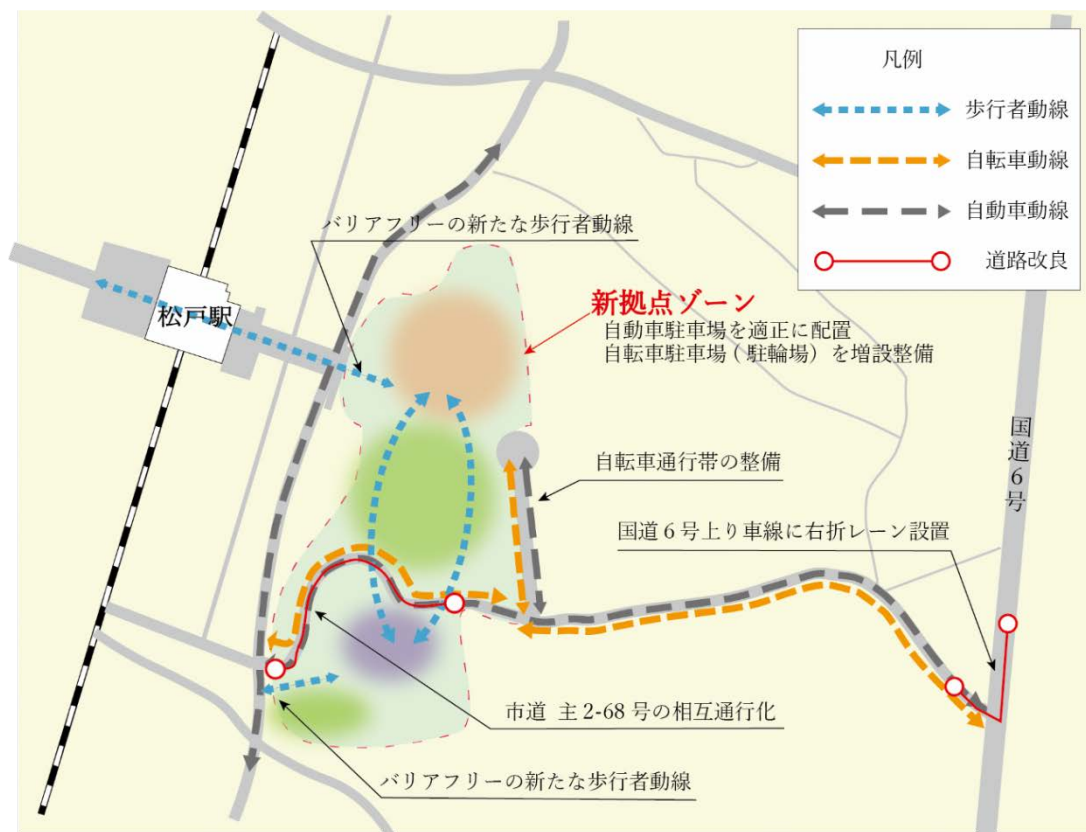 凡例
歩行者動線
自転車動線
自動車動線
道路改良
バリアフリーの新たな歩行者動線
松戸駅
新拠点ゾーン
自動車駐車場を適正に配置
自転車駐車場(駐輪場)を増設整備
国道6号
自転車通行帯の整備
国道6号上り車線に右折レーン設置
市道 主2-68号の相互通行化
バリアフリーの新たな歩行者動線